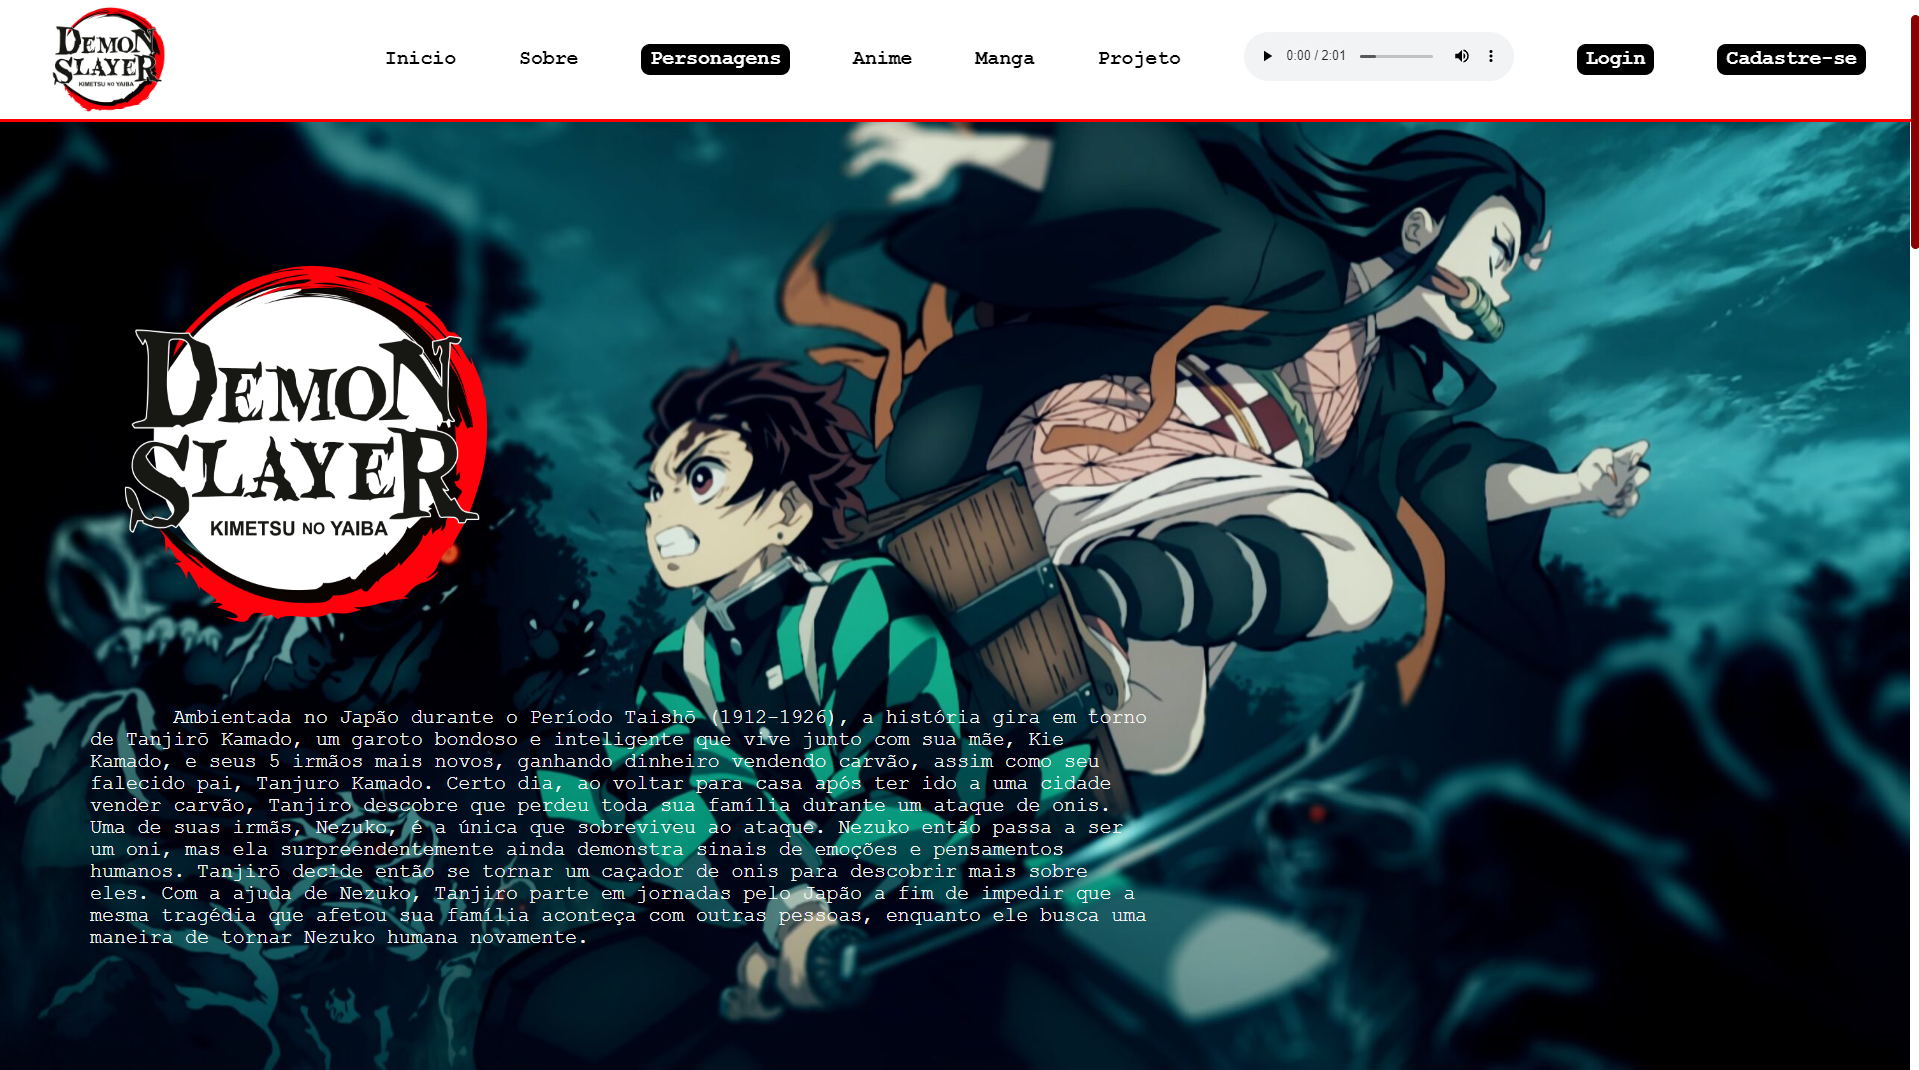 DEMON
SLAYER
KIMETSU NO YAIBA
Inicio
Sobre
Personagens
Anime
Manga
Projeto
0:00 / 2:01
Login
Cadastre-se
DEMON
SLAYER
KIMETSU NO YAIBA
Ambientada no Japão durante o Período Taishō (1912-1926), a história gira em torno
de Tanjirō Kamado, um garoto bondoso e inteligente que vive junto com sua mãe, Kie
Kamado, e seus 5 irmãos mais novos, ganhando dinheiro vendendo carvão, assim como seu
falecido pai, Tanjuro Kamado. Certo dia, ao voltar para casa após ter ido a uma cidade
vender carvão, Tanjiro descobre que perdeu toda sua família durante um ataque de onis.
Uma de suas irmãs, Nezuko, é a única que sobreviveu ao ataque. Nezuko então passa a ser
um oni, mas ela surpreendentemente ainda demonstra sinais de emoções e pensamentos
humanos. Tanjirō decide então se tornar um caçador de onis para descobrir mais sobre
eles. Com a ajuda de Nezuko, Tanjiro parte em jornadas pelo Japão a fim de impedir que a
mesma tragédia que afetou sua família aconteça com outras pessoas, enquanto ele busca uma
maneira de tornar Nezuko humana novamente.